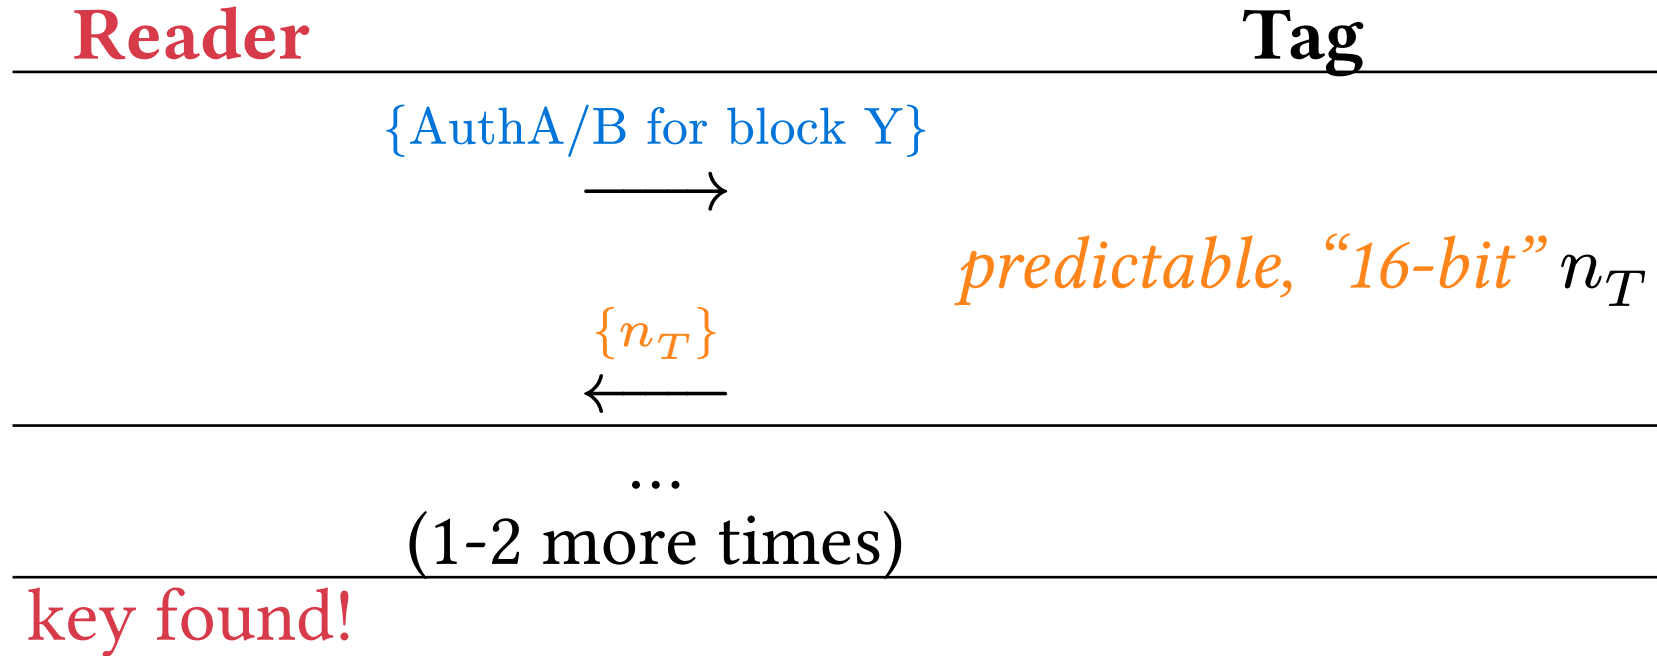 Reader Tag
{AuthA/B for block Y}
⟶
predictable, “16-bit” n_T
{n_T}
⟵
...
(1-2 more times)
key found!